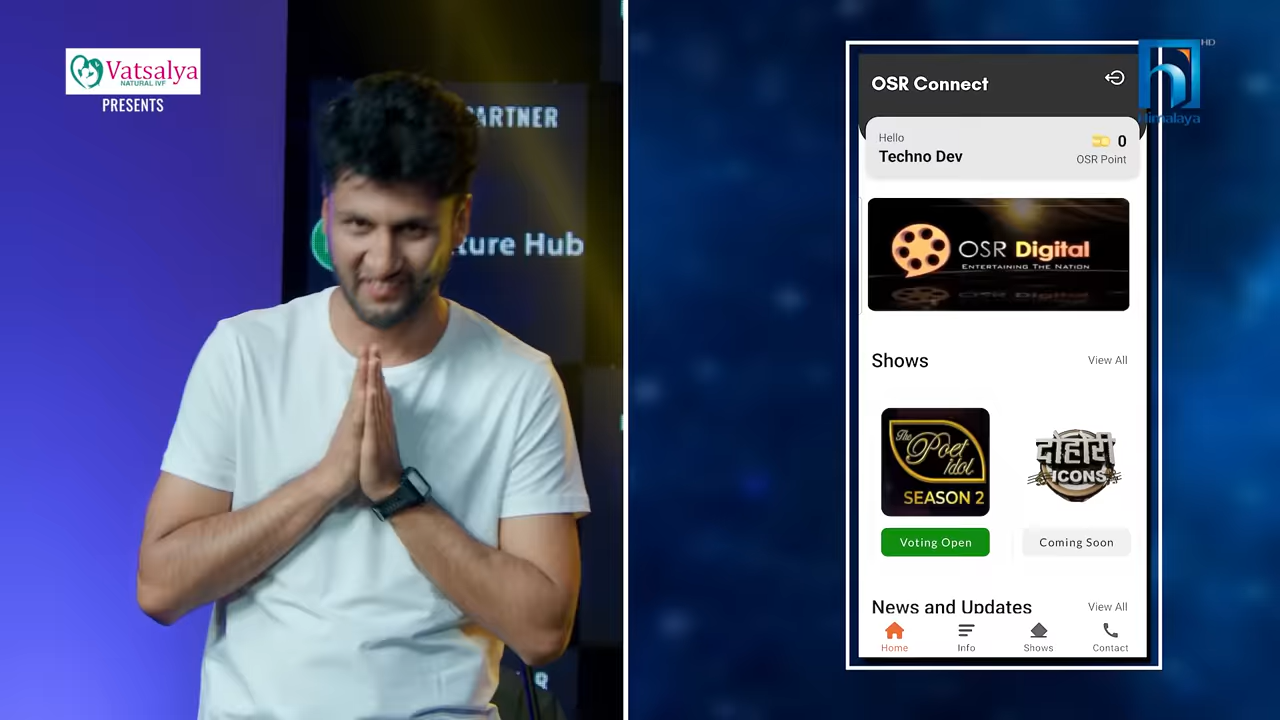 Vatsalya
NATURAL IVF
PRESENTS
ARTNER
ture Hub
HD
Himalaya
OSR Connect
Hello
Techno Dev
0
OSR Point
OSR Digital
ENTERTAINING THE NATION
Shows
View All
The
Poet
Idol
SEASON 2
दोहोरी
ICONS
Voting Open
Coming Soon
News and Updates
View All
Home
Info
Shows
Contact